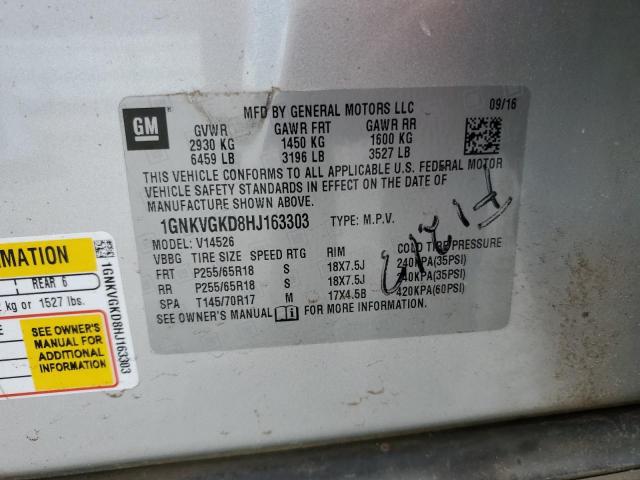 GM
MFD BY GENERAL MOTORS LLC 09/16
GVWR GAWR FRT GAWR RR
2930 KG 1450 KG 1600 KG
6459 LB 3196 LB 3527 LB
THIS VEHICLE CONFORMS TO ALL APPLICABLE U.S. FEDERAL MOTOR
VEHICLE SAFETY STANDARDS IN EFFECT ON THE DATE OF
MANUFACTURE SHOWN ABOVE.
1GNKVGKD8HJ163303 TYPE: M.P.V.
MODEL: V14526
VBBG TIRE SIZE SPEED RTG RIM COLD TIRE PRESSURE
FRT P255/65R18 S 18X7.5J 240KPA(35PSI)
RR P255/65R18 S 18X7.5J 240KPA(35PSI)
SPA T145/70R17 M 17X4.5B 420KPA(60PSI)
SEE OWNER'S MANUAL FOR MORE INFORMATION.
RMATION
REAR 6
kg or 1527 lbs.
SEE OWNER'S
MANUAL FOR
ADDITIONAL
INFORMATION
1GNKVGKD8HJ163303